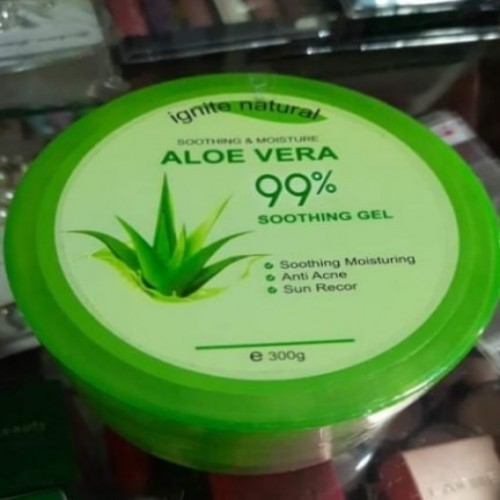 ignite natural
SOOTHING & MOISTURE
ALOE VERA
99%
SOOTHING GEL
Soothing Moisturing
Anti Acne
Sun Recor
e 300g